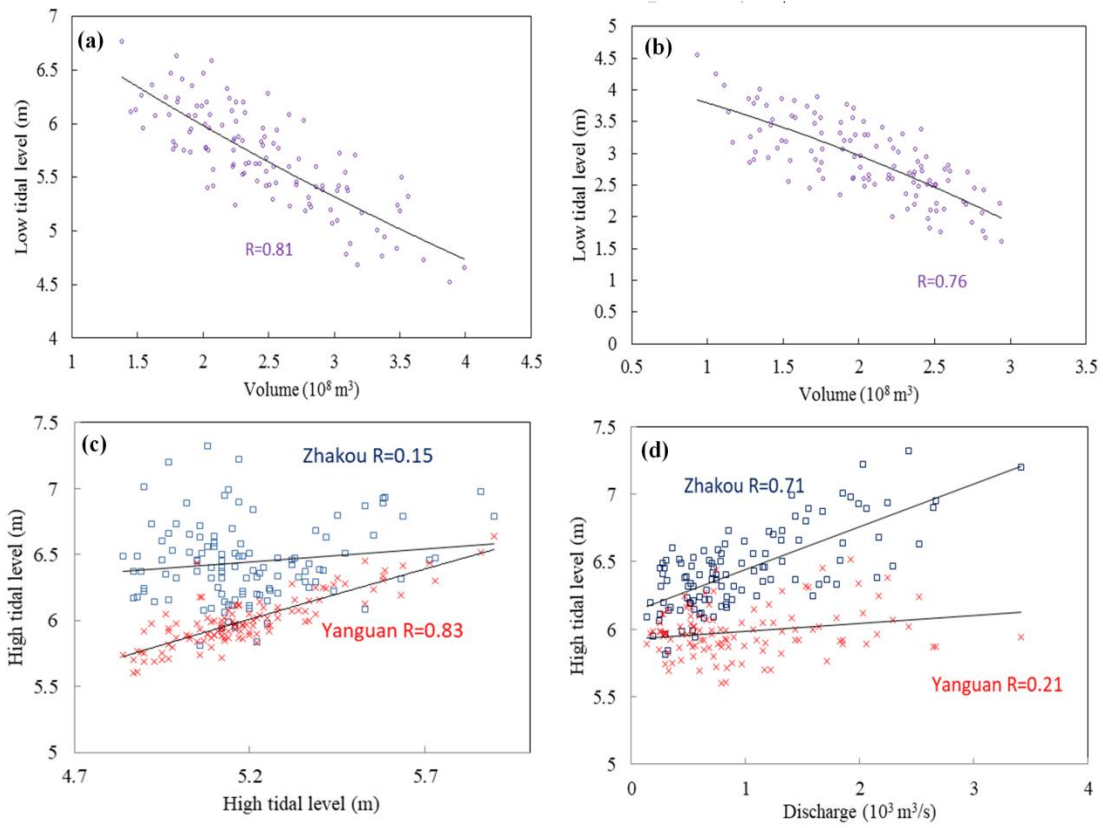 (a)
Low tidal level (m)
7
6.5
6
5.5
5
4.5
4
R=0.81
1 1.5 2 2.5 3 3.5 4 4.5
Volume (10⁸ m³)
(b)
Low tidal level (m)
5
4.5
4
3.5
3
2.5
2
1.5
1
0.5
0
R=0.76
0.5 1 1.5 2 2.5 3 3.5
Volume (10⁸ m³)
(c)
High tidal level (m)
7.5
7
6.5
6
5.5
5
Zhakou R=0.15
Yanguan R=0.83
4.7 5.2 5.7
High tidal level (m)
(d)
High tidal level (m)
7.5
7
6.5
6
5.5
5
Zhakou R=0.71
Yanguan R=0.21
0 1 2 3 4
Discharge (10³ m³/s)